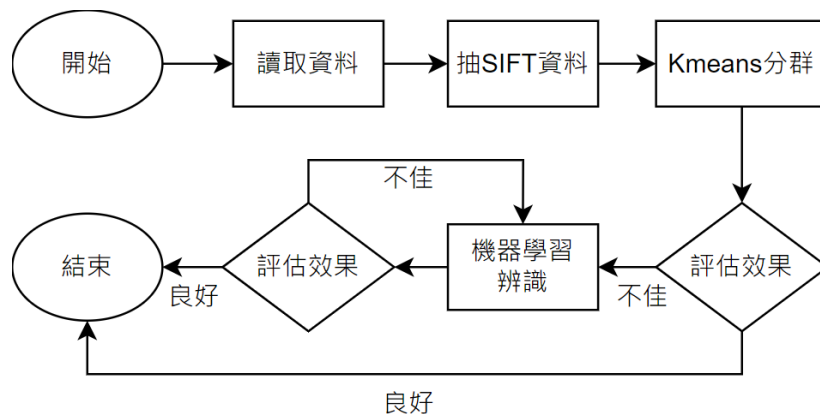 開始
讀取資料
抽SIFT資料
Kmeans分群
不佳
結束
評估效果
機器學習
辨識
評估效果
良好
不佳
良好